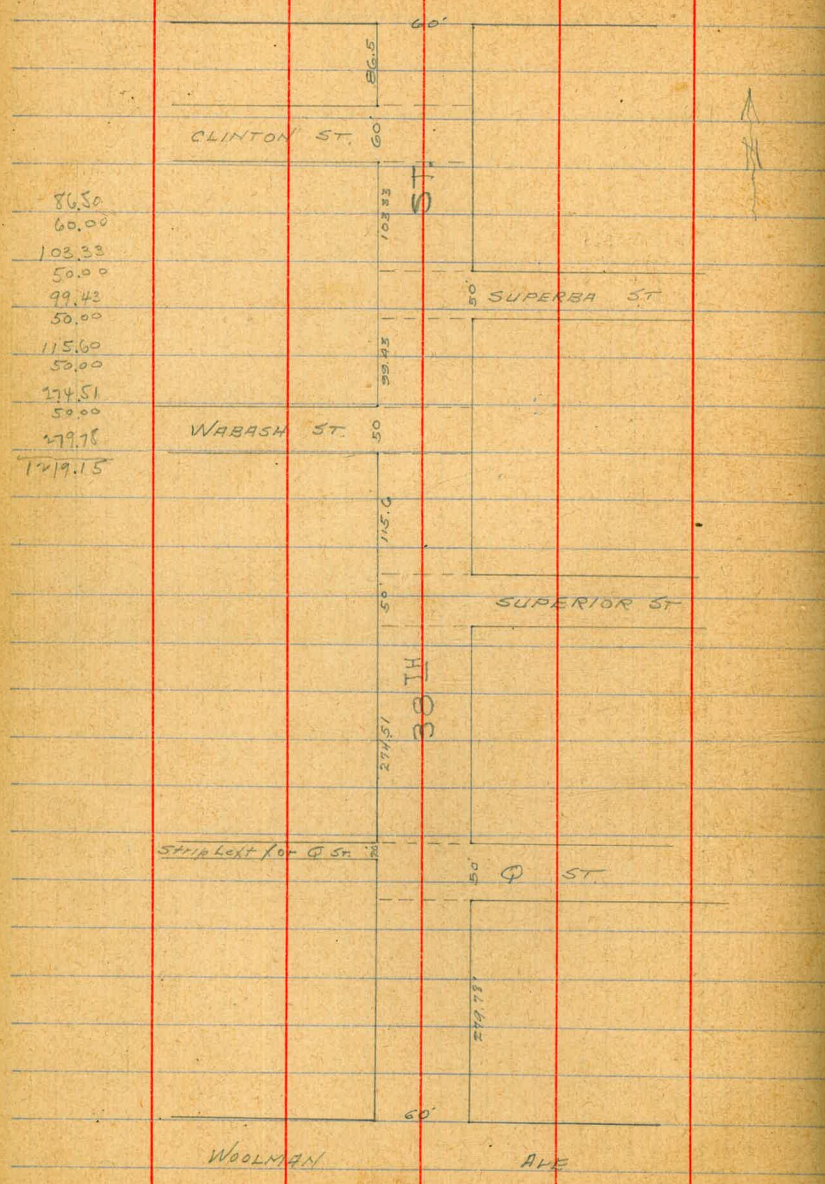 60'
86.5
CLINTON ST. 60'
ST.
103.33
86.50
60.00
103.33
50.00
99.43
50.00
115.60
50.00
274.51
50.00
279.78
1219.15
50' SUPERBA ST
99.43
WABASH ST. 50
115.6
50' SUPERIOR ST
38TH
274.51
Strip Left for Q St. 20
50' Q ST.
279.78'
60'
WOOLMAN AVE